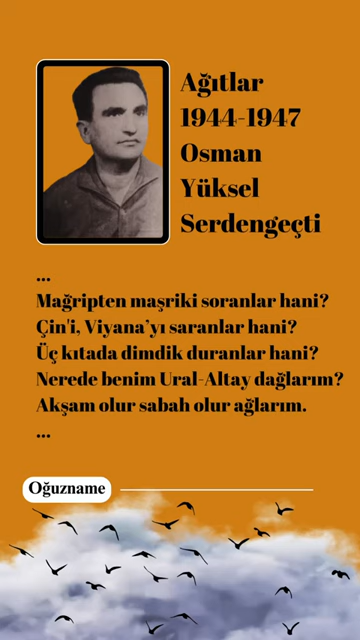 Ağıtlar
1944-1947
Osman
Yüksel
Serdengeçti
...
Mağripten maşriki soranlar hani?
Çin'i, Viyana’yı saranlar hani?
Üç kıtada dimdik duranlar hani?
Nerede benim Ural-Altay dağlarım?
Akşam olur sabah olur ağlarım.
...
Oğuzname